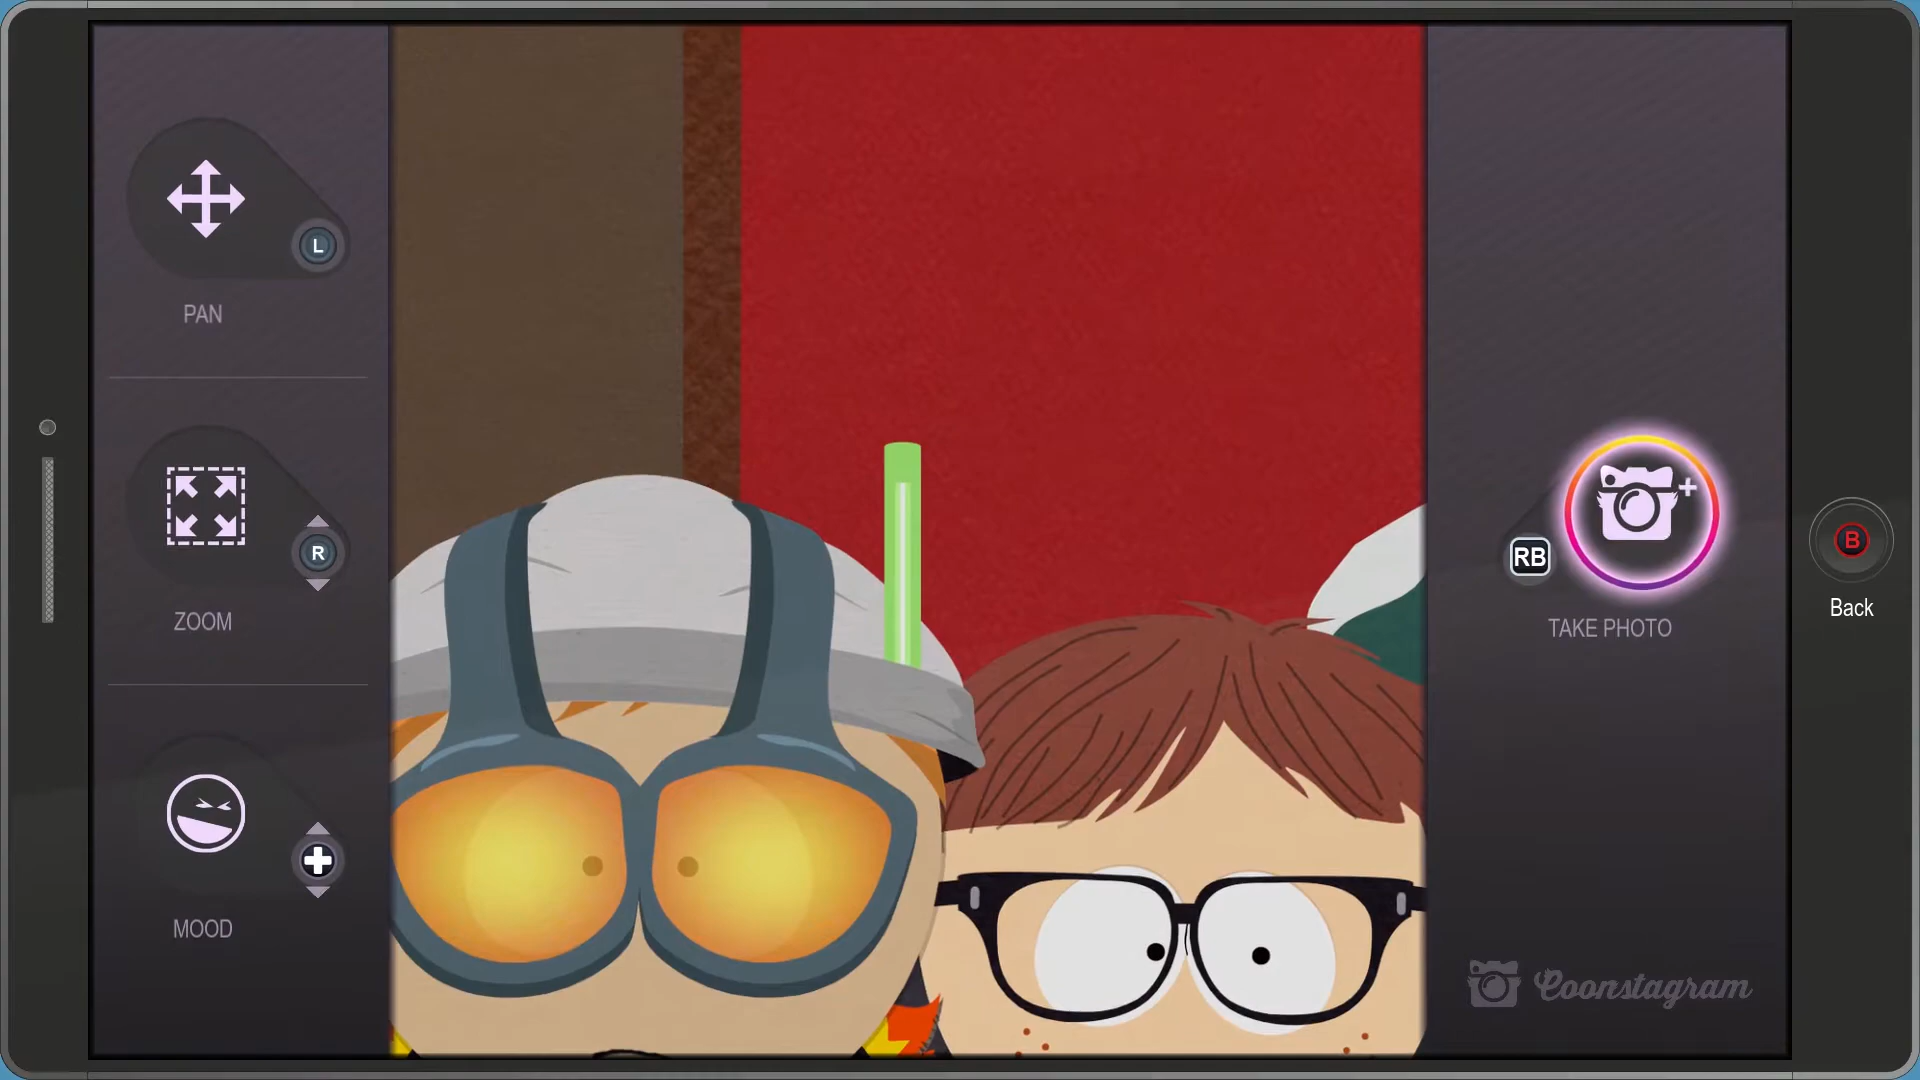 L
PAN
R
ZOOM
MOOD
RB
TAKE PHOTO
B
Back
Coonstagram